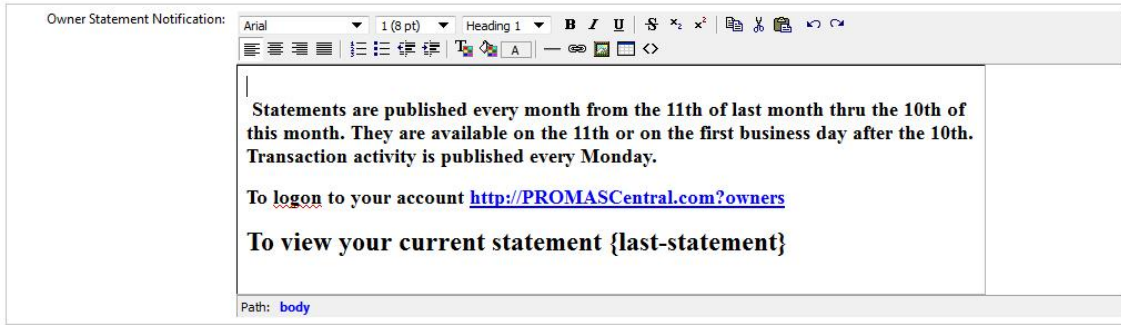 Owner Statement Notification:
Arial 1 (8 pt) Heading 1 B I U S x₂ x²
A
Statements are published every month from the 11th of last month thru the 10th of
this month. They are available on the 11th or on the first business day after the 10th.
Transaction activity is published every Monday.
To logon to your account http://PROMASCentral.com?owners
To view your current statement {last-statement}
Path: body